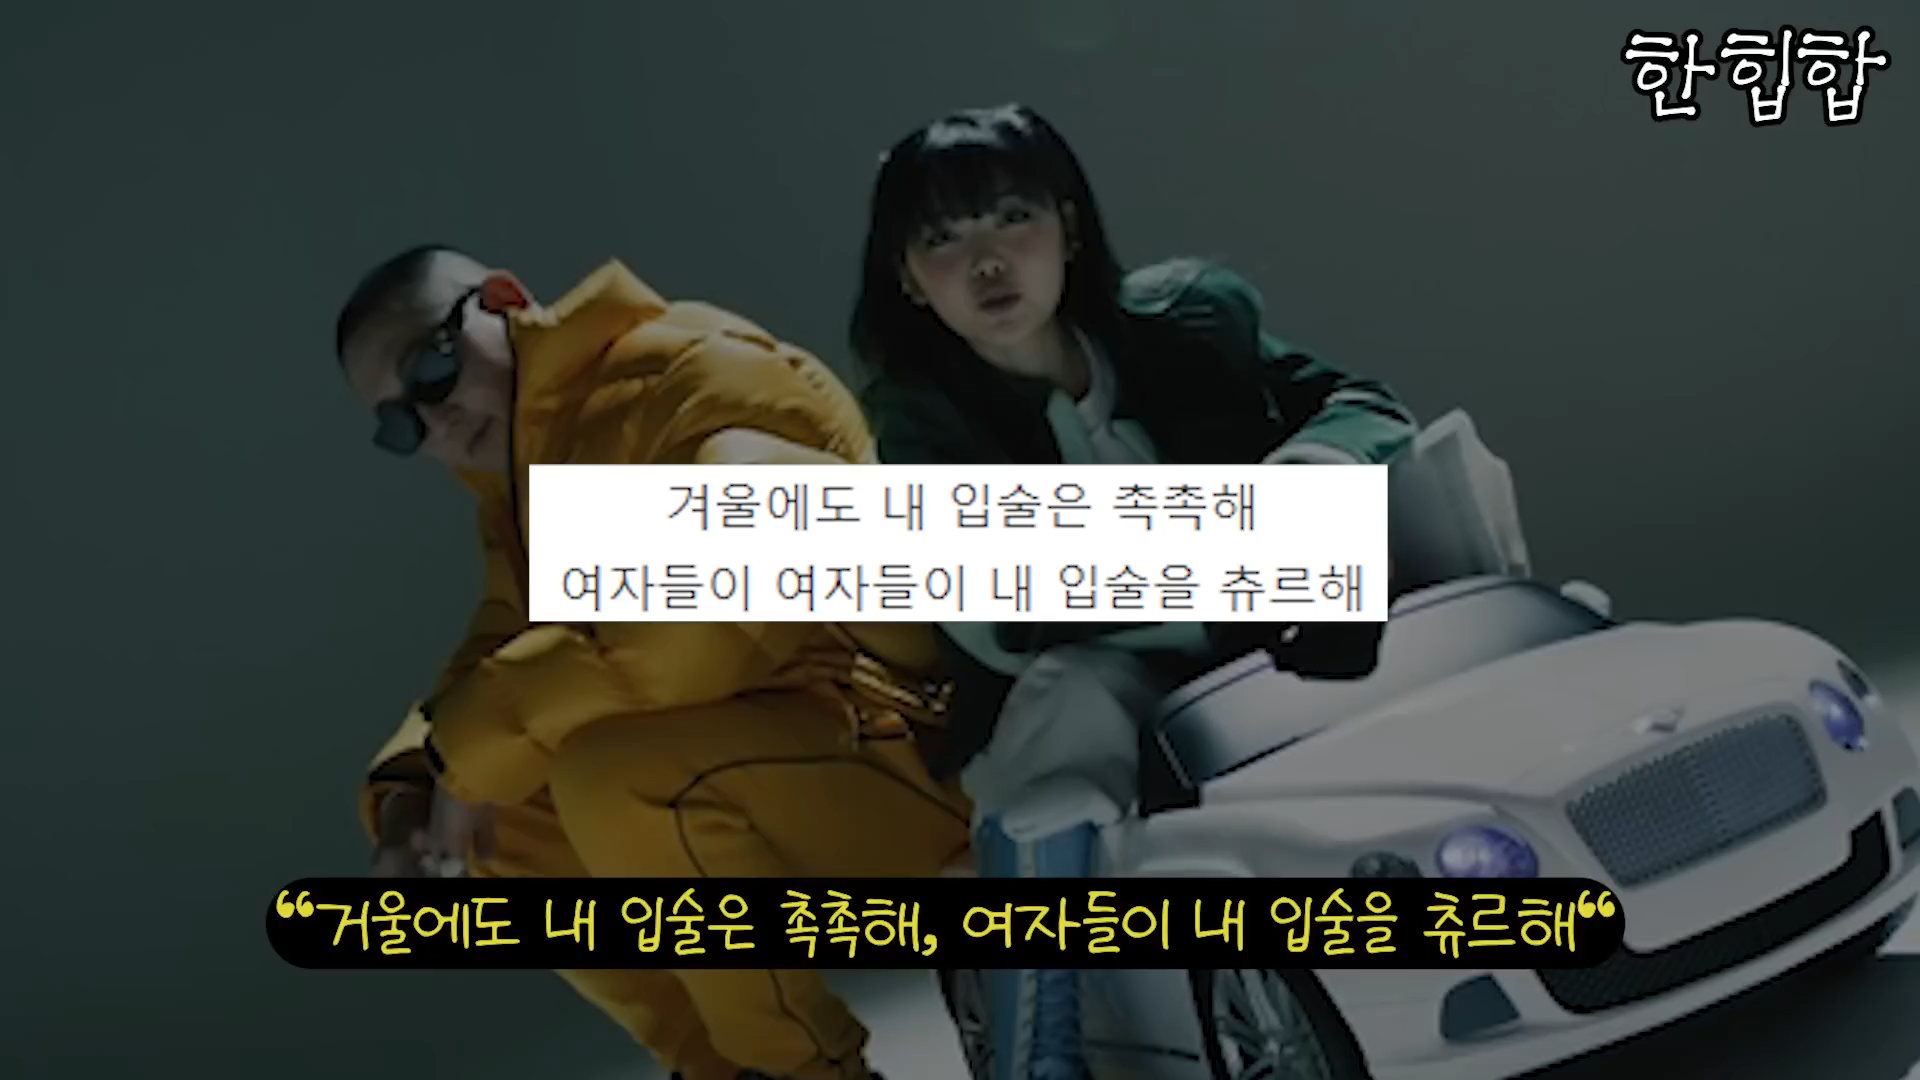 한힙합
겨울에도 내 입술은 촉촉해
여자들이 여자들이 내 입술을 츄르해
“겨울에도 내 입술은 촉촉해, 여자들이 내 입술을 츄르해“